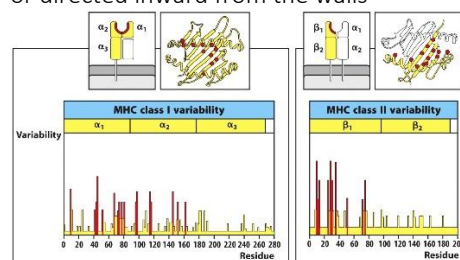 or directed inward from the walls
α₂ α₁
α₃
β₁ α₁
β₂ α₂
MHC class I variability
α₁ α₂ α₃
Variability
0 20 40 60 80 100 120 140 160 180 200 220 240 260 280
Residue
MHC class II variability
β₁ β₂
0 20 40 60 80 100 120 140 160 180 200
Residue